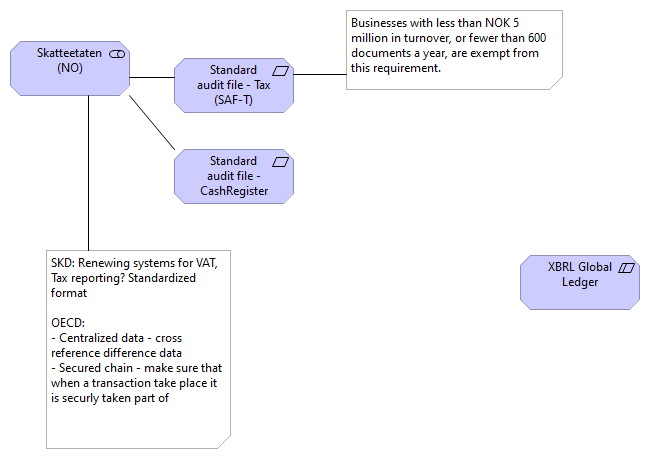 Skatteetaten
(NO)
Standard
audit file - Tax
(SAF-T)
Businesses with less than NOK 5
million in turnover, or fewer than 600
documents a year, are exempt from
this requirement.
Standard
audit file -
CashRegister
SKD: Renewing systems for VAT,
Tax reporting? Standardized
format
OECD:
- Centralized data - cross
reference difference data
- Secured chain - make sure that
when a transaction take place it
is securly taken part of
XBRL Global
Ledger